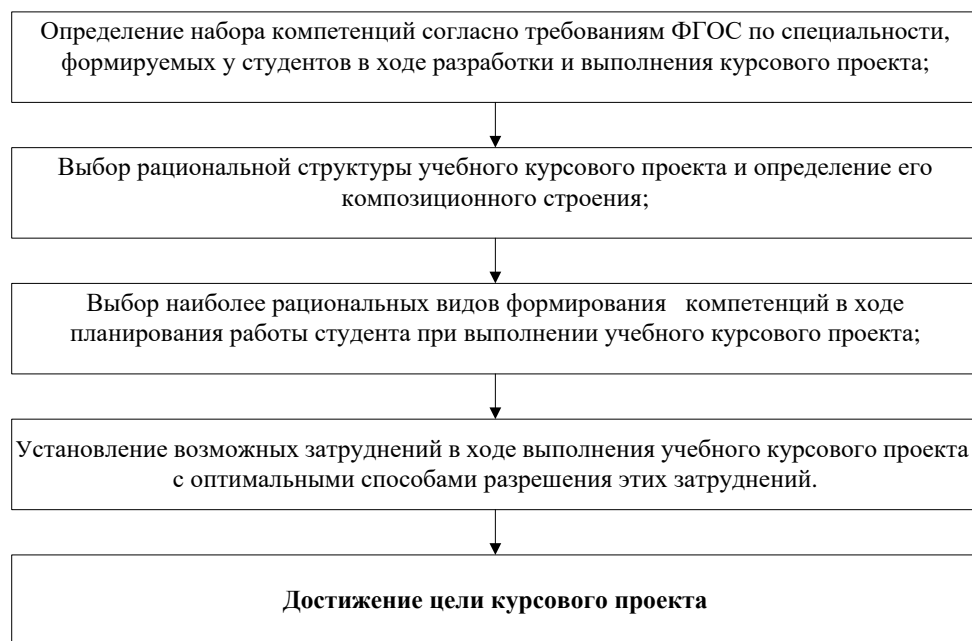 Определение набора компетенций согласно требованиям ФГОС по специальности,
формируемых у студентов в ходе разработки и выполнения курсового проекта;
Выбор рациональной структуры учебного курсового проекта и определение его
композиционного строения;
Выбор наиболее рациональных видов формирования компетенций в ходе
планирования работы студента при выполнении учебного курсового проекта;
Установление возможных затруднений в ходе выполнения учебного курсового проекта
с оптимальными способами разрешения этих затруднений.
Достижение цели курсового проекта